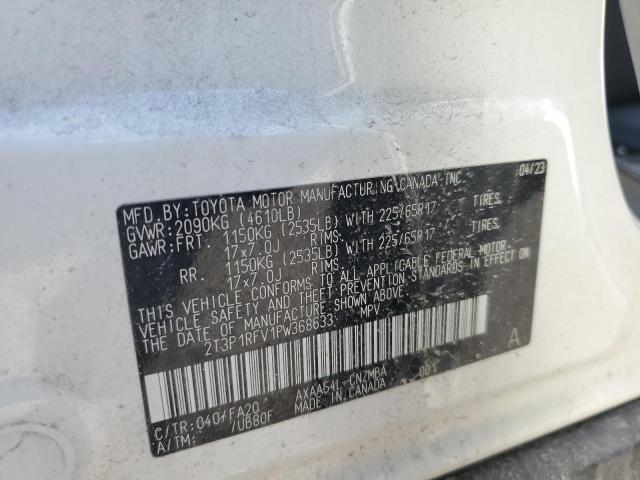 MFD.BY:TOYOTA MOTOR MANUFACTURING CANADA INC 04/23
GVWR:2090KG (4610LB)
GAWR:FRT: 1150KG (2535LB) WITH 225/65R17
17x7.0J RIMS
RR: 1150KG (2535LB) WITH 225/65R17
17x7.0J RIMS
THIS VEHICLE CONFORMS TO ALL APPLICABLE FEDERAL MOTOR
VEHICLE SAFETY AND THEFT PREVENTION STANDARDS IN EFFECT
ON THE DATE OF MANUFACTURE SHOWN ABOVE.
2T3P1RFV1PW368633 MPV
A
C/TR:040/FA20 AXAA54L-CNZMBA 00
A/TM: /UB80F MADE IN CANADA